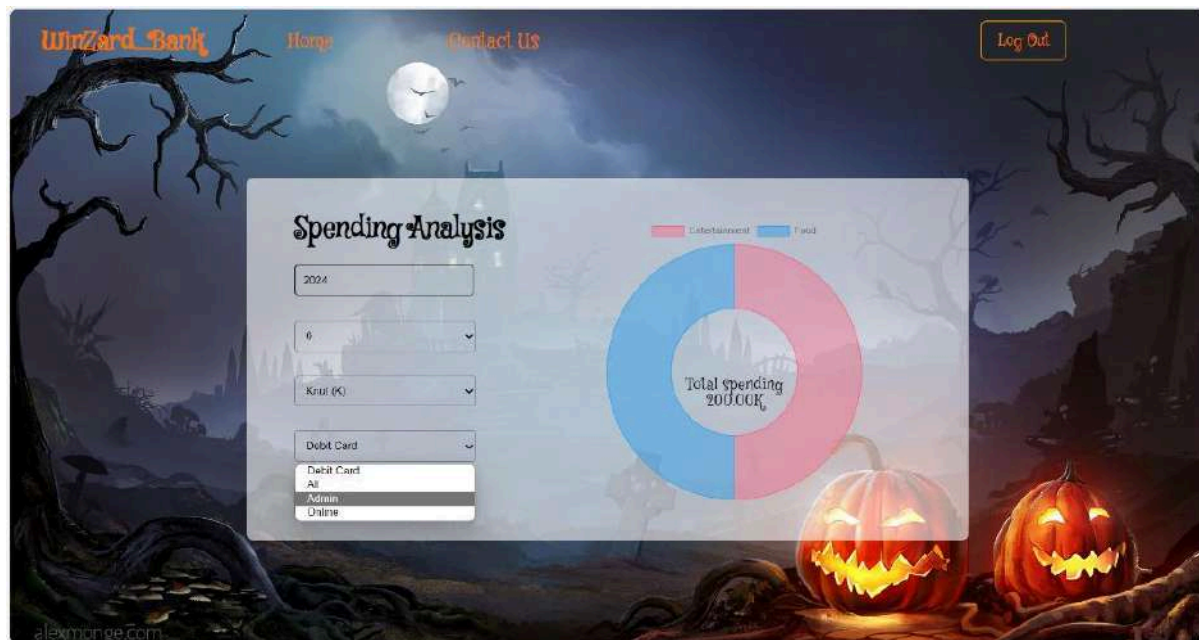 WinZard_Bank Home Contact Us Log Out
Spending Analysis
Entertainment Food
2024
6
Knut (K)
Total spending
200.00K
Debit Card
Debit Card
All
Admin
Online
alexmonge.com